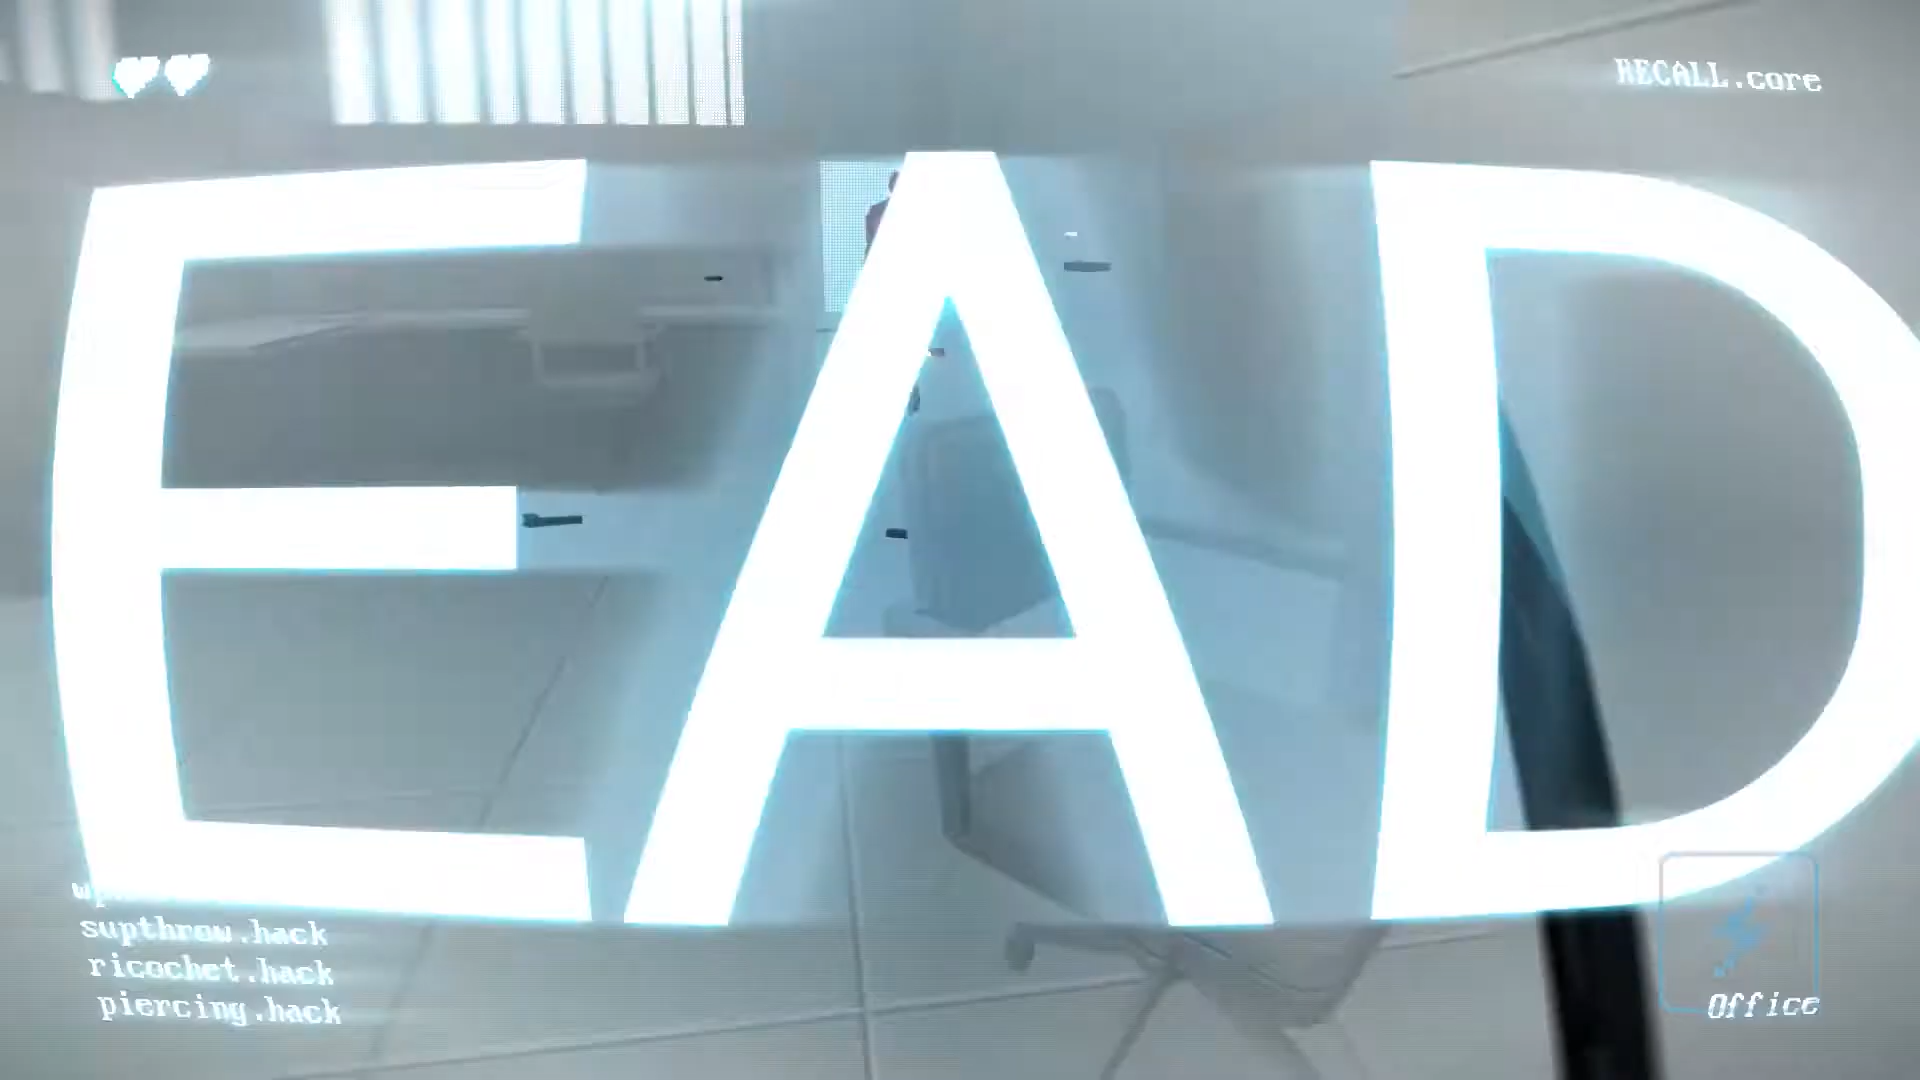 RECALL.core
EAD
supthrow.hack
ricochet.hack
piercing.hack
Office